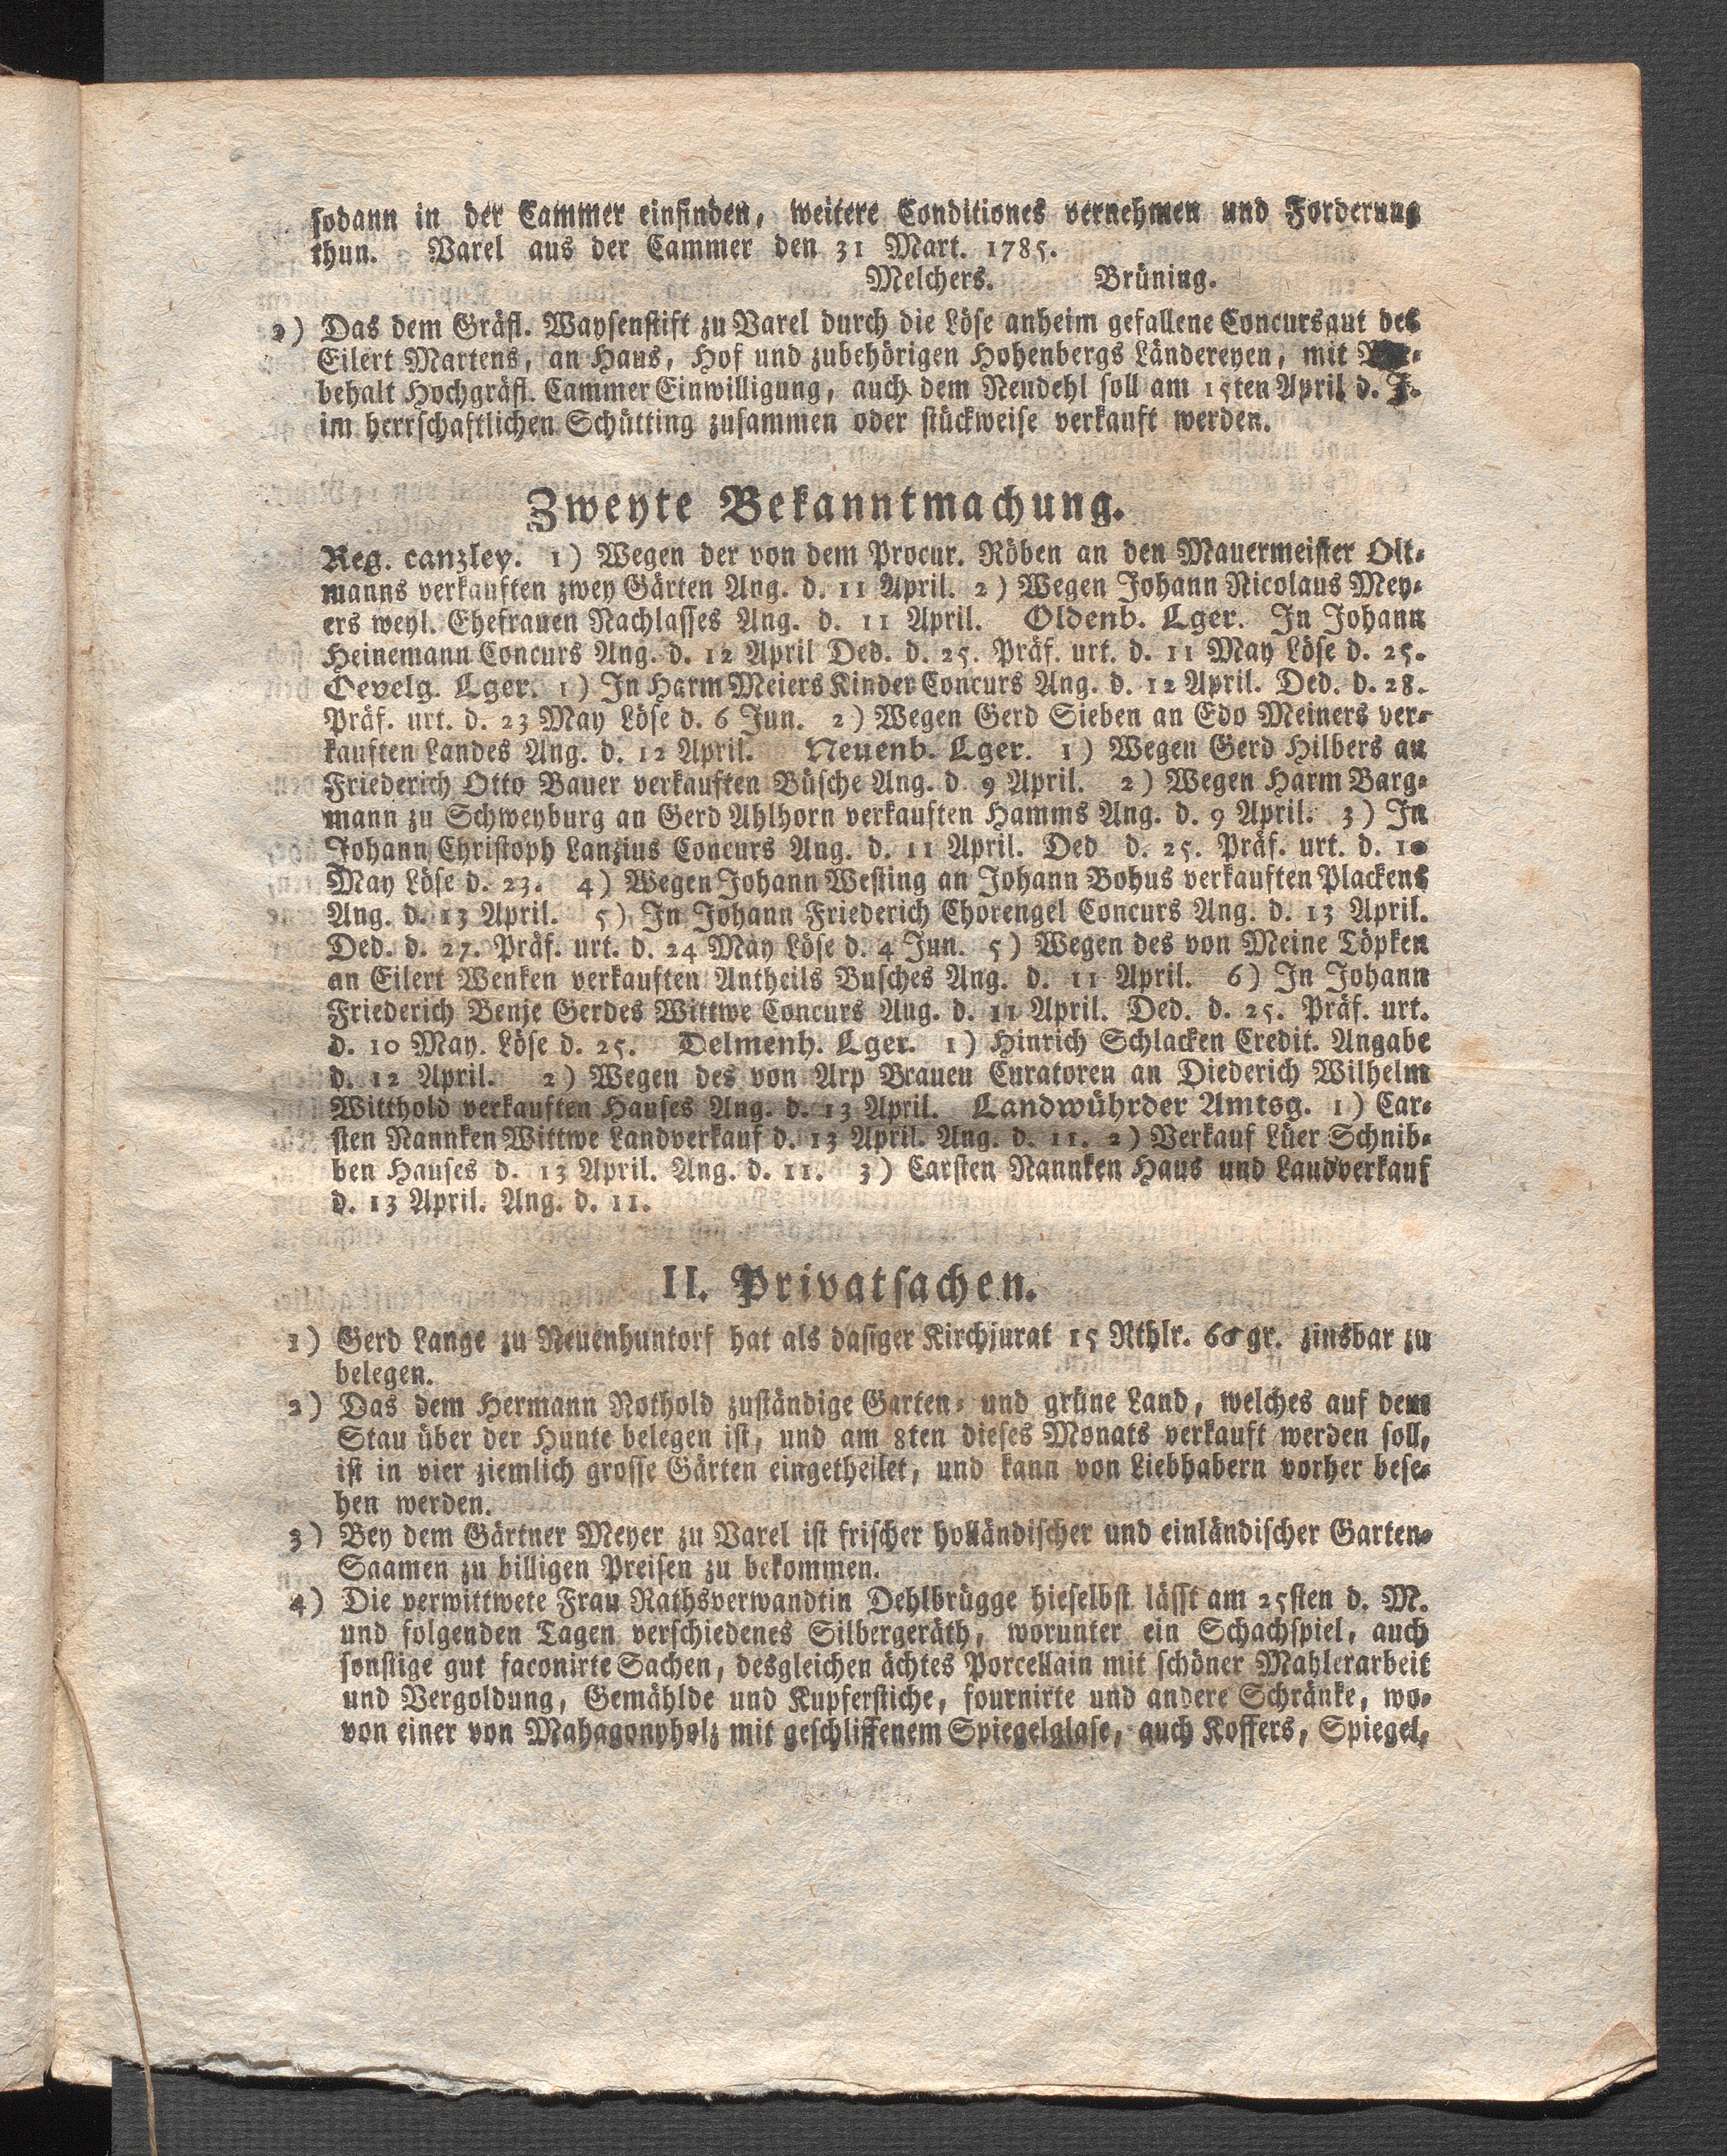 sodann in der Cammer einfinden, weitere Conditiones vernehmen und Forderung
thun. Varel aus der Cammer den 31 Mart. 1785.
Melchers. Brüning.
2) Das dem Gräfl. Waysenstift zu Varel durch die Löse anheim gefallene Concursgut des
Eilert Martens, an Haus, Hof und zubehörigen Hohenbergs Ländereyen, mit Vor-
behalt Hochgräfl. Cammer Einwilligung, auch dem Neudehl soll am 15ten April d. J.
im herrschaftlichen Schütting zusammen oder stückweise verkauft werden.
Zweyte Bekanntmachung.
Reg. canzley. 1) Wegen der von dem Procur. Röben an den Mauermeister Olt-
manns verkauften zwey Gärten Ang. d. 11 April. 2) Wegen Johann Nicolaus Mey-
ers weyl. Ehefrauen Nachlasses Ang. d. 11 April. Oldenb. Lger. In Johann
Heinemann Concurs Ang. d. 12 April Ded. d. 25. Präf. urt. d. 11 May Löse d. 25.
Oevelg. Lger. 1) In Harm Meiers Kinder Concurs Ang. d. 12 April. Ded. d. 28.
Präf. urt. d. 23 May Löse d. 6 Jun. 2) Wegen Gerd Sieben an Edo Meiners ver-
kauften Landes Ang. d. 12 April. Neuenb. Lger. 1) Wegen Gerd Hilbers an
Friederich Otto Bauer verkauften Büsche Ang. d. 9 April. 2) Wegen Harm Barg-
mann zu Schweyburg an Gerd Ahlhorn verkauften Hamms Ang. d. 9 April. 3) In
Johann Christoph Lanzius Concurs Ang. d. 11 April. Ded d. 25. Präf. urt. d. 10
May Löse d. 23. 4) Wegen Johann Westing an Johann Bohus verkauften Plackens
Ang. d. 13 April. 5) In Johann Friederich Chorengel Concurs Ang. d. 13 April.
Ded. d. 27. Präf. urt. d. 24 May Löse d. 4 Jun. 5) Wegen des von Meine Töpken
an Eilert Wenken verkauften Antheils Busches Ang. d. 11 April. 6) In Johann
Friederich Benje Gerdes Wittwe Concurs Aug. d. 11 April. Ded. d. 25. Präf. urt.
d. 10 May. Löse d. 25. Delmenh. Lger. 1) Hinrich Schlacken Credit. Angabe
d. 12 April. 2) Wegen des von Arp Brauen Curatoren an Diederich Wilhelm
Witthold verkauften Hauses Ang. d. 13 April. Landwührder Amtsg. 1) Car-
sten Nannken Wittwe Landverkauf d. 13 April. Ang. d. 11. 2) Verkauf Lüer Schnib-
ben Hauses d. 13 April. Ang. d. 11. 3) Carsten Nannken Haus und Landverkauf
d. 13 April. Ang. d. 11.
II. Privatsachen.
1) Gerd Lange zu Neuenhuntorf hat als dasiger Kirchjurat 15 Rthlr. gr. zinsbar zu
belegen.
2) Das dem Hermann Rothold zuständige Garten- und grüne Land, welches auf dem
Stau über der Hunte belegen ist, und am 8ten dieses Monats verkauft werden soll,
ist in vier ziemlich grosse Gärten eingetheilet, und kann von Liebhabern vorher bese-
hen werden.
3) Bey dem Gärtner Meyer zu Varel ist frischer holländischer und einländischer Garten-
Saamen zu billigen Preisen zu bekommen.
4) Die verwittwete Frau Rathsverwandtin Dehlbrügge hieselbst lässt am 25sten d. M.
und folgenden Tagen verschiedenes Silbergeräth, worunter ein Schachspiel, auch
sonstige gut faconirte Sachen, desgleichen ächtes Porcellain mit schöner Mahlerarbeit
und Vergoldung, Gemählde und Kupferstiche, fournirte und andere Schränke, wo-
von einer von Mahagonyholz mit geschliffenem Spiegelglase, auch Koffers, Spiegel,